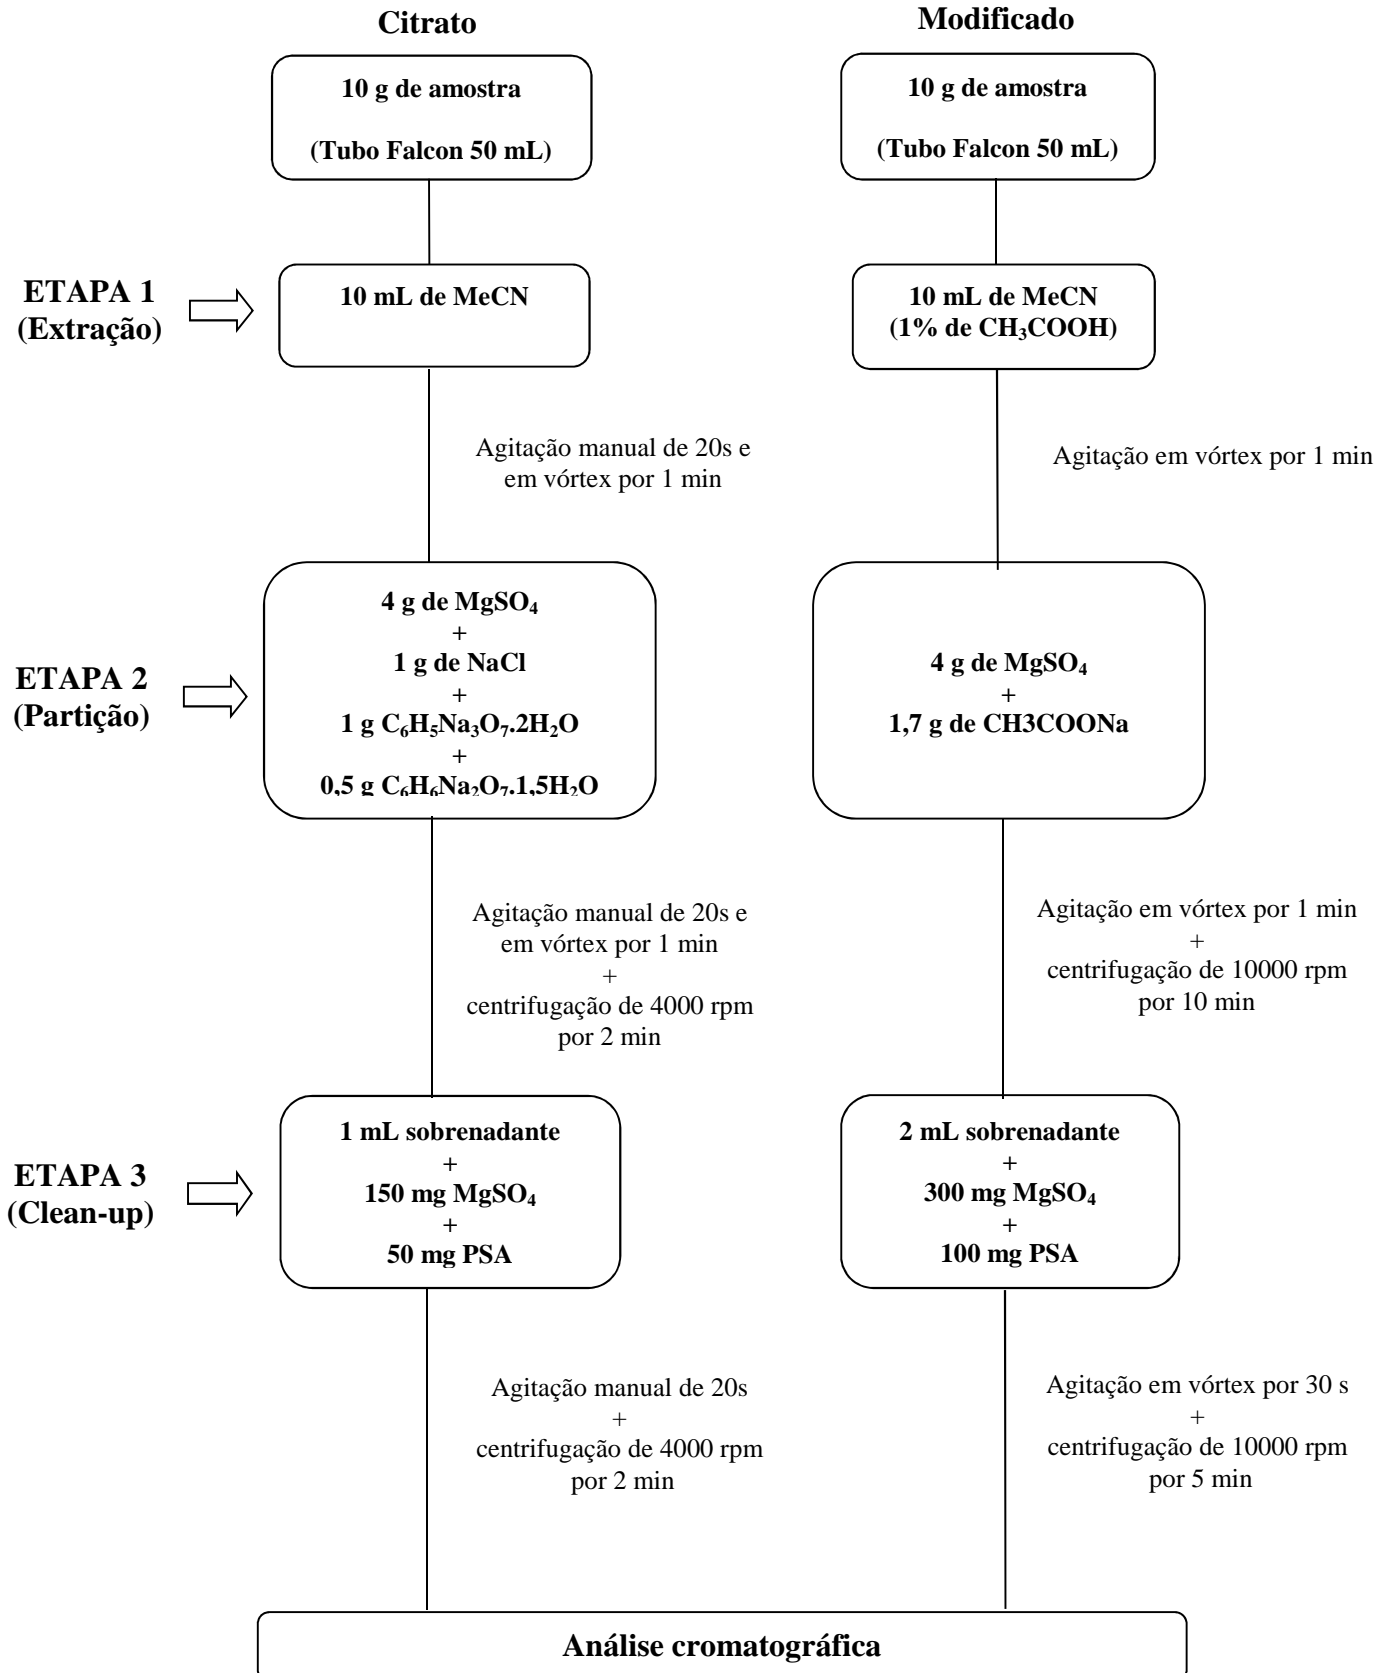 Citrato
Modificado
10 g de amostra
(Tubo Falcon 50 mL)
10 g de amostra
(Tubo Falcon 50 mL)
ETAPA 1
(Extração)
10 mL de MeCN
10 mL de MeCN
(1% de CH₃COOH)
Agitação manual de 20s e
em vórtex por 1 min
Agitação em vórtex por 1 min
ETAPA 2
(Partição)
4 g de MgSO₄
+
1 g de NaCl
+
1 g C₆H₅Na₃O₇.2H₂O
+
0,5 g C₆H₆Na₂O₇.1,5H₂O
4 g de MgSO₄
+
1,7 g de CH3COONa
Agitação manual de 20s e
em vórtex por 1 min
+
centrifugação de 4000 rpm
por 2 min
Agitação em vórtex por 1 min
+
centrifugação de 10000 rpm
por 10 min
ETAPA 3
(Clean-up)
1 mL sobrenadante
+
150 mg MgSO₄
+
50 mg PSA
2 mL sobrenadante
+
300 mg MgSO₄
+
100 mg PSA
Agitação manual de 20s
+
centrifugação de 4000 rpm
por 2 min
Agitação em vórtex por 30 s
+
centrifugação de 10000 rpm
por 5 min
Análise cromatográfica